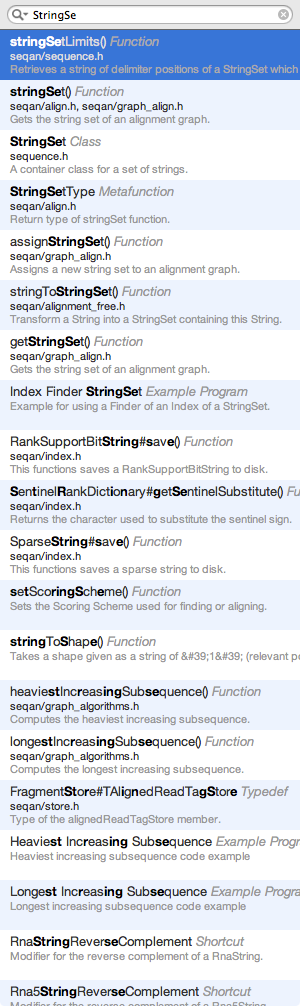 StringSe
stringSetLimits() Function
seqan/sequence.h
Retrieves a string of delimiter positions of a StringSet which
stringSet() Function
seqan/align.h, seqan/graph_align.h
Gets the string set of an alignment graph.
StringSet Class
sequence.h
A container class for a set of strings.
StringSetType Metafunction
seqan/align.h
Return type of stringSet function.
assignStringSet() Function
seqan/graph_align.h
Assigns a new string set to an alignment graph.
stringToStringSet() Function
seqan/alignment_free.h
Transform a String into a StringSet containing this String.
getStringSet() Function
seqan/graph_align.h
Gets the string set of an alignment graph.
Index Finder StringSet Example Program
Example for using a Finder of an Index of a StringSet.
RankSupportBitString#save() Function
seqan/index.h
This functions saves a RankSupportBitString to disk.
SentinelRankDictionary#getSentinelSubstitute() Fu
seqan/index.h
Returns the character used to substitute the sentinel sign.
SparseString#save() Function
seqan/index.h
This functions saves a sparse string to disk.
setScoringScheme() Function
Sets the Scoring Scheme used for finding or aligning.
stringToShape() Function
Takes a shape given as a string of &#39;1&#39; (relevant po
heaviestIncreasingSubsequence() Function
seqan/graph_algorithms.h
Computes the heaviest increasing subsequence.
longestIncreasingSubsequence() Function
seqan/graph_algorithms.h
Computes the longest increasing subsequence.
FragmentStore#TAlignedReadTagStore Typedef
seqan/store.h
Type of the alignedReadTagStore member.
Heaviest Increasing Subsequence Example Progr
Heaviest increasing subsequence code example
Longest Increasing Subsequence Example Progra
Longest increasing subsequence code example
RnaStringReverseComplement Shortcut
Modifier for the reverse complement of a RnaString.
Rna5StringReverseComplement Shortcut
Modifier for the reverse complement of a Rna5String.